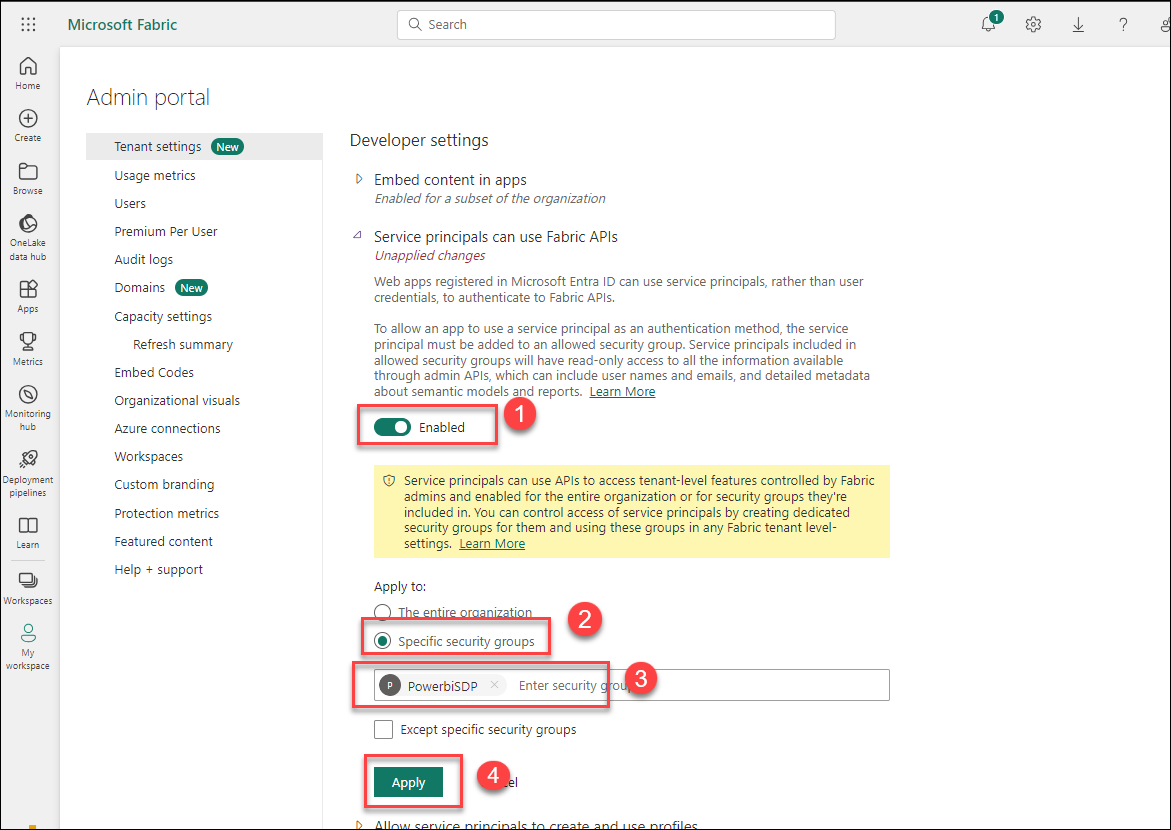 Microsoft Fabric
Search
1
?
Home
Create
Browse
OneLake
data hub
Apps
Metrics
Monitoring
hub
Deployment
pipelines
Learn
Workspaces
My
workspace
Admin portal
Tenant settings New
Usage metrics
Users
Premium Per User
Audit logs
Domains New
Capacity settings
Refresh summary
Embed Codes
Organizational visuals
Azure connections
Workspaces
Custom branding
Protection metrics
Featured content
Help + support
Developer settings
Embed content in apps
Enabled for a subset of the organization
Service principals can use Fabric APIs
Unapplied changes
Web apps registered in Microsoft Entra ID can use service principals, rather than user
credentials, to authenticate to Fabric APIs.
To allow an app to use a service principal as an authentication method, the service
principal must be added to an allowed security group. Service principals included in
allowed security groups will have read-only access to all the information available
through admin APIs, which can include user names and emails, and detailed metadata
about semantic models and reports. Learn More
Enabled 1
Service principals can use APIs to access tenant-level features controlled by Fabric
admins and enabled for the entire organization or for security groups they're
included in. You can control access of service principals by creating dedicated
security groups for them and using these groups in any Fabric tenant level-
settings. Learn More
Apply to:
The entire organization
Specific security groups 2
P PowerbiSDP Enter security 3
Except specific security groups
Apply 4
Allow service principals to create and use profiles